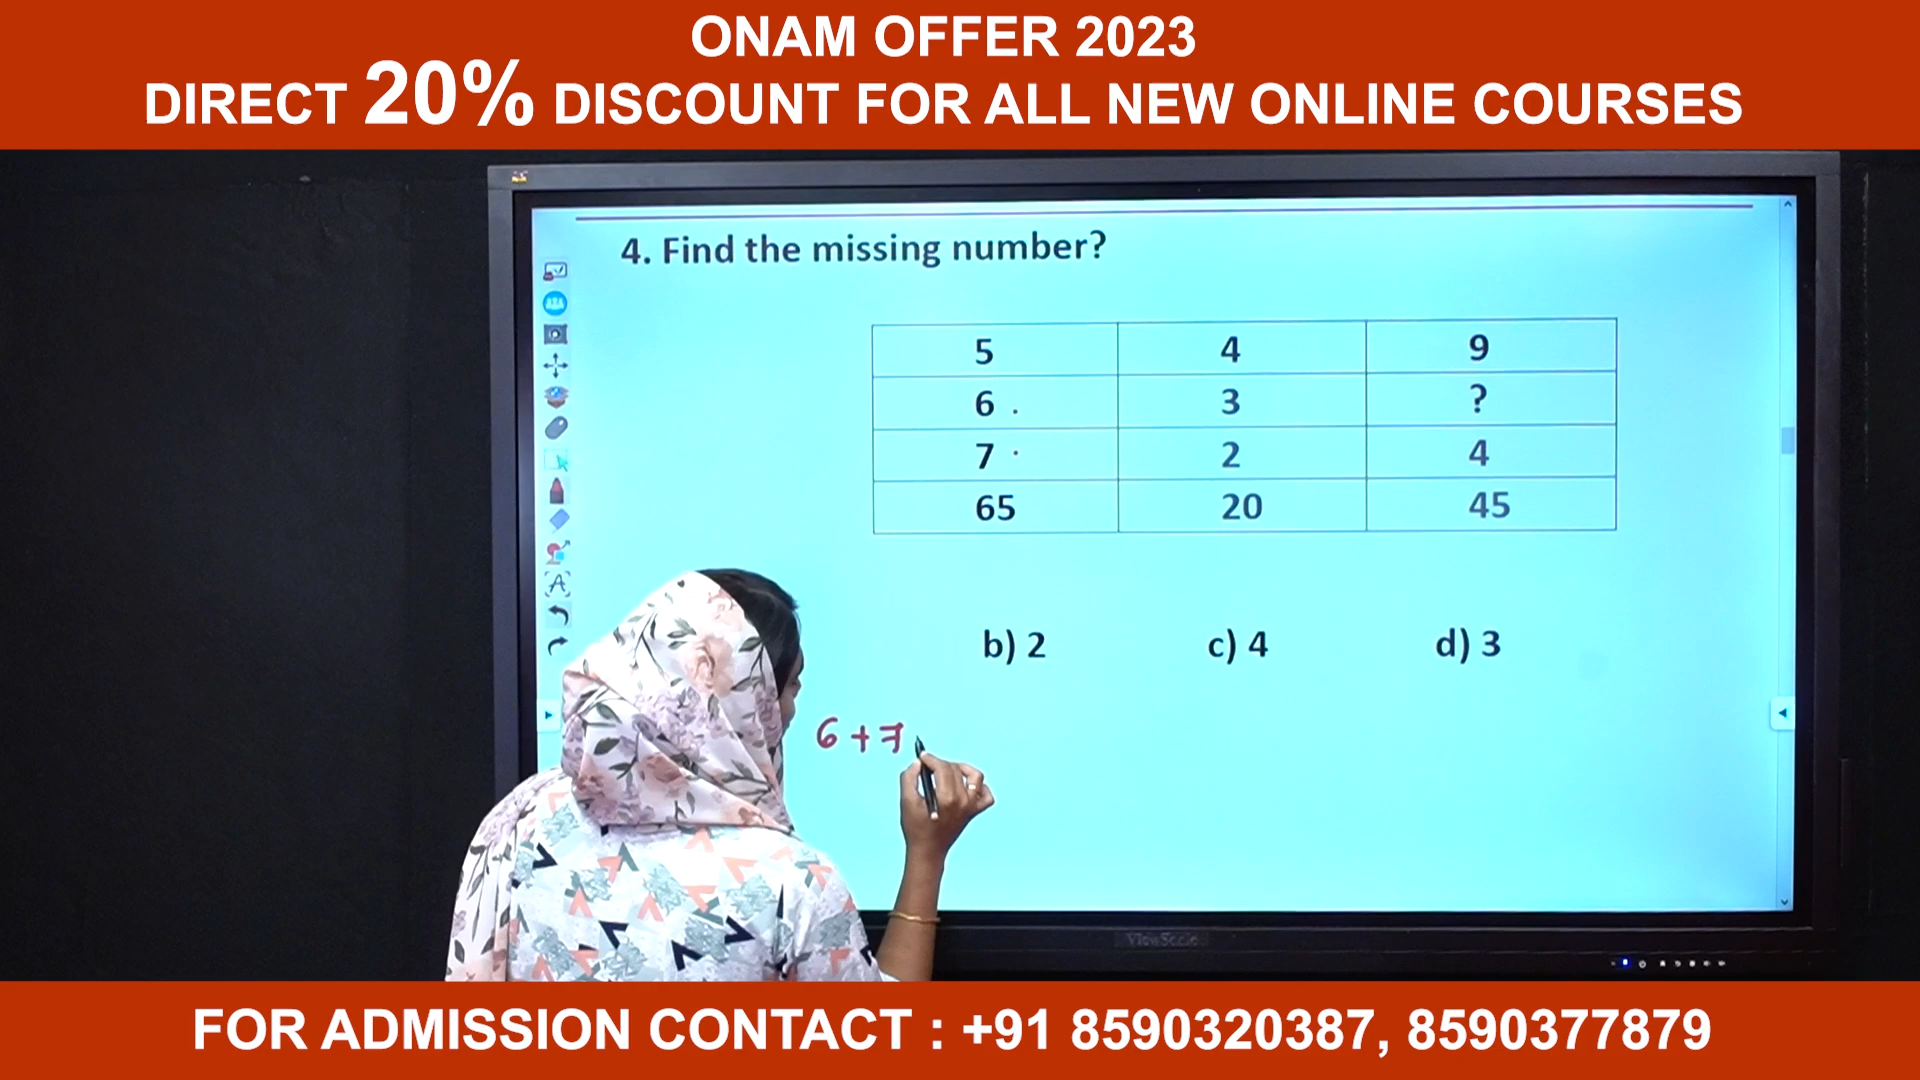 ONAM OFFER 2023
DIRECT 20% DISCOUNT FOR ALL NEW ONLINE COURSES
4. Find the missing number?
5 4 9
6 . 3 ?
7 · 2 4
65 20 45
b) 2 c) 4 d) 3
6 + 7
ViewSonic
FOR ADMISSION CONTACT : +91 8590320387, 8590377879